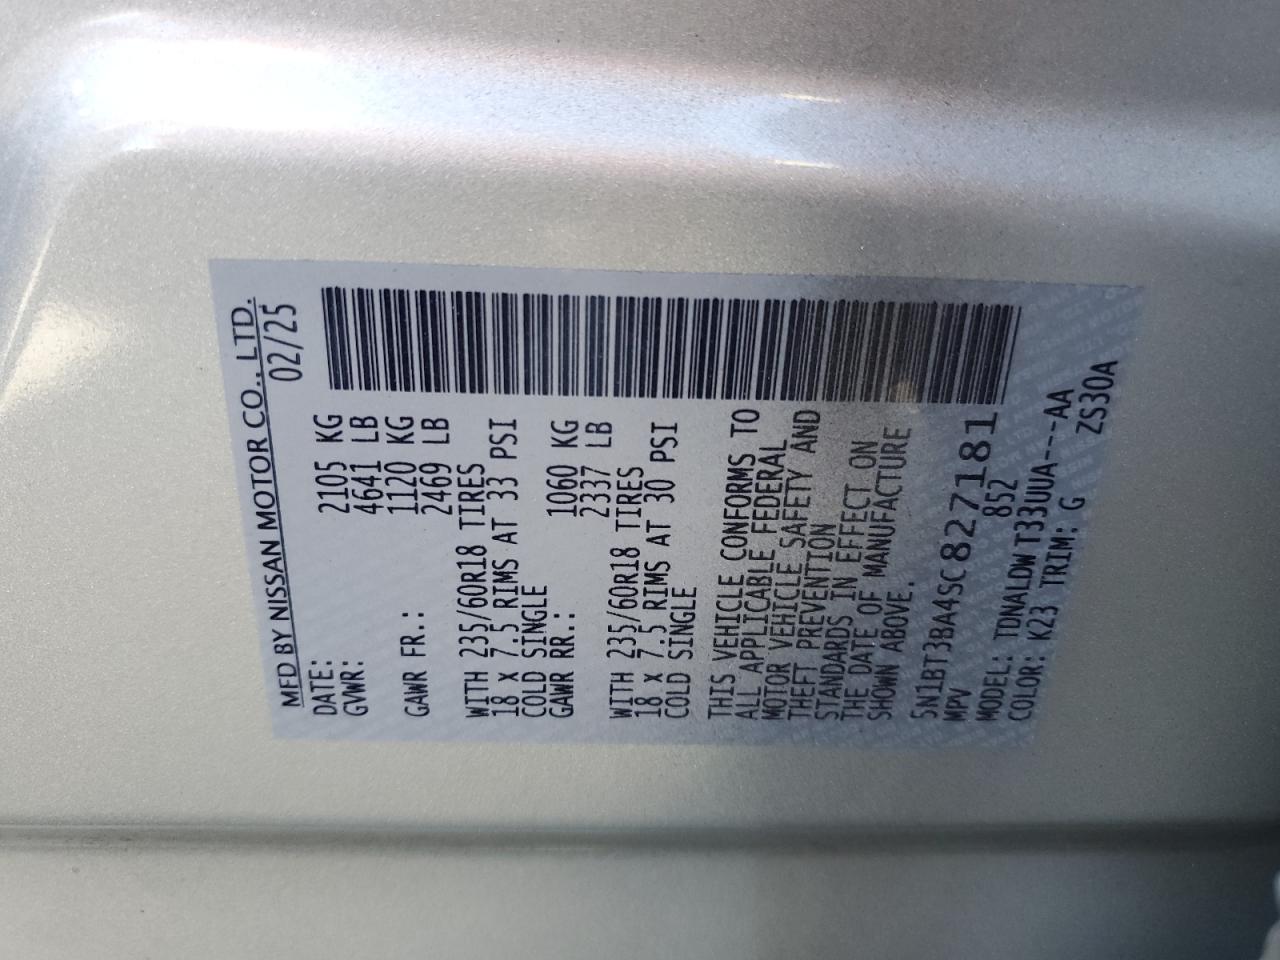 MFD BY NISSAN MOTOR CO., LTD.
DATE: 02/25
GVWR: 2105 KG
4641 LB
GAWR FR.: 1120 KG
2469 LB
WITH 235/60R18 TIRES
18 X 7.5 RIMS AT 33 PSI
COLD SINGLE
GAWR RR.: 1060 KG
2337 LB
WITH 235/60R18 TIRES
18 X 7.5 RIMS AT 30 PSI
COLD SINGLE
THIS VEHICLE CONFORMS TO
ALL APPLICABLE FEDERAL
MOTOR VEHICLE SAFETY AND
THEFT PREVENTION
STANDARDS IN EFFECT ON
THE DATE OF MANUFACTURE
SHOWN ABOVE.
5N1BT3BA4SC827181
MPV 852
MODEL: TDNALDW T33UUA---AA
COLOR: K23 TRIM: G ZS30A